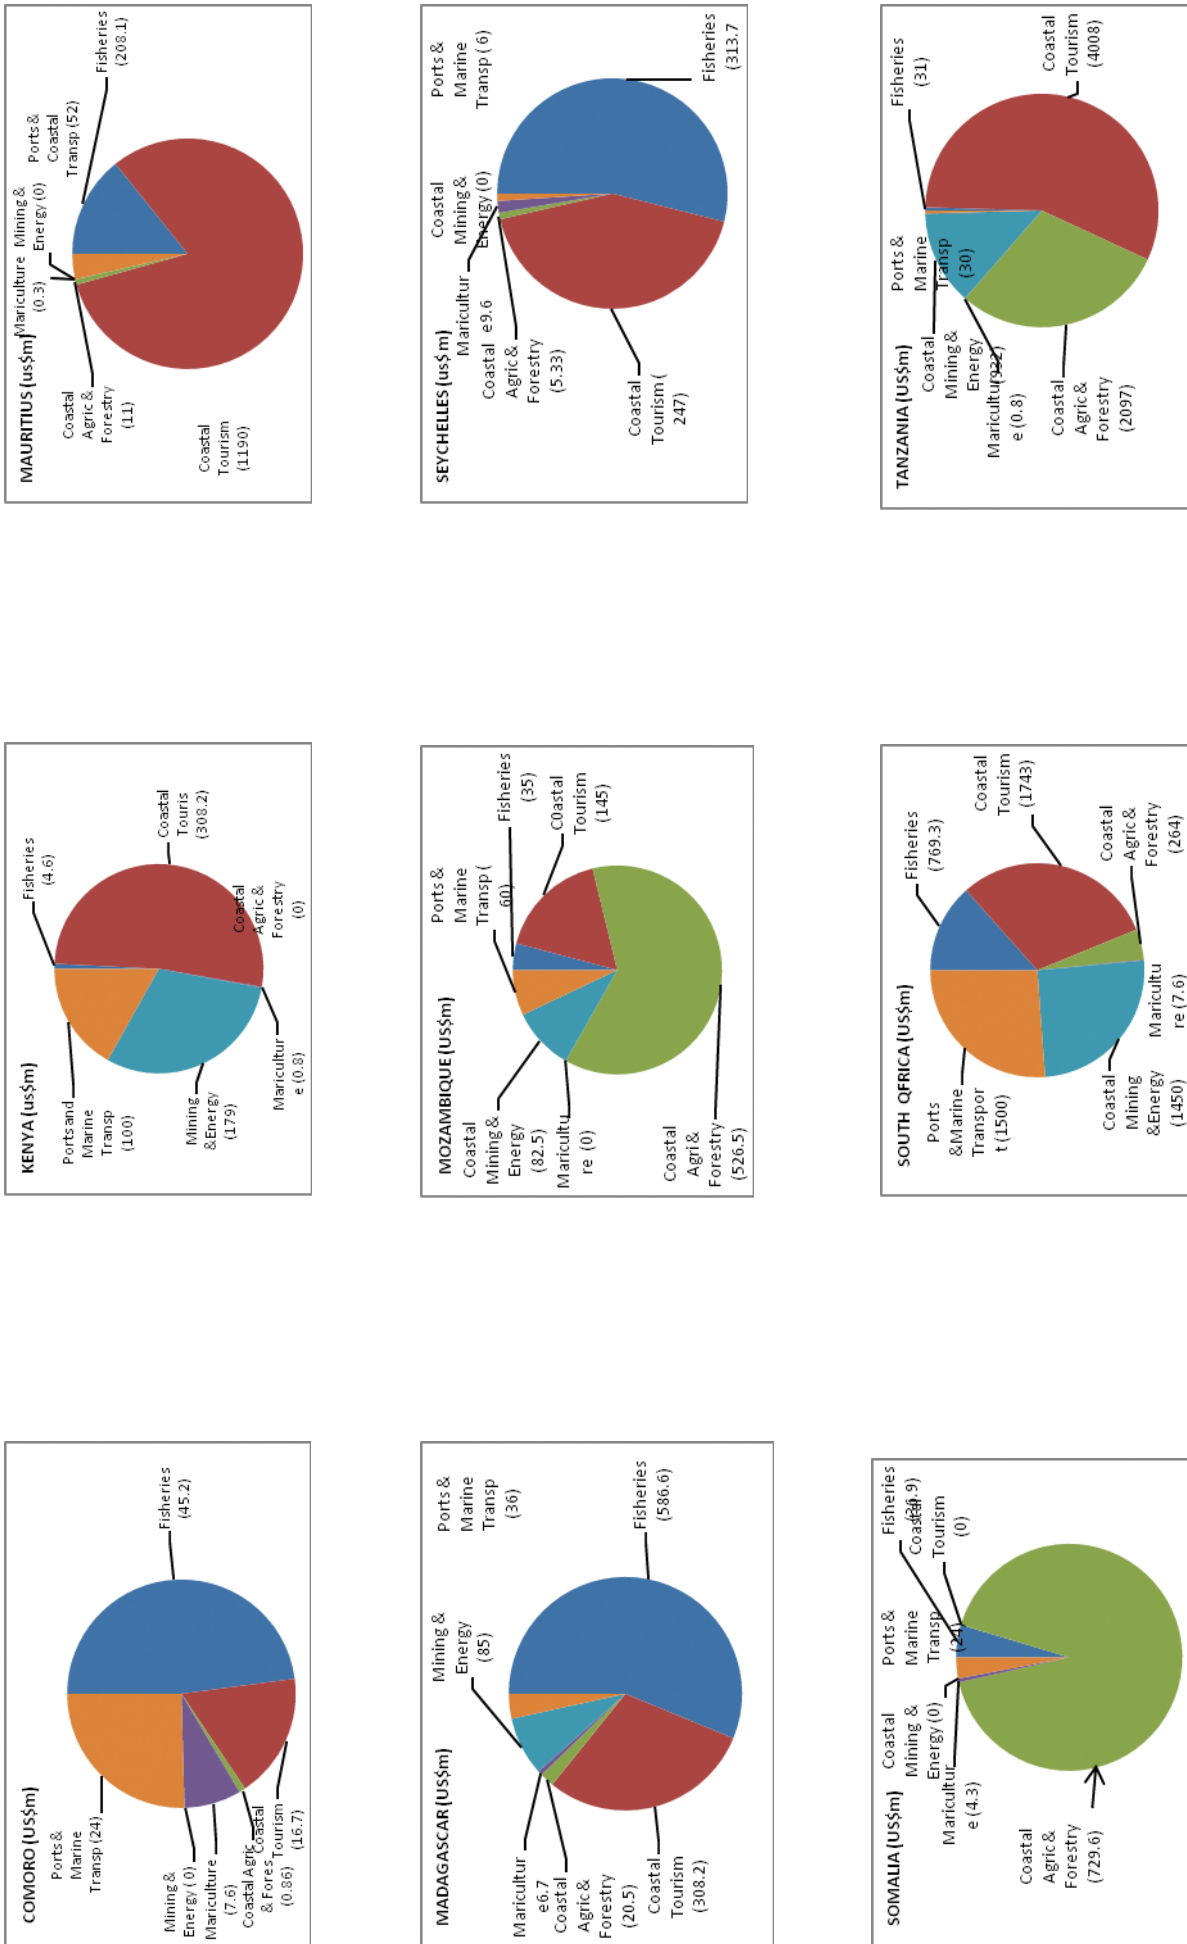 COMORO (US$m)
Ports &
Marine
Transp (24)
Fisheries
(45.2)
Mining &
Energy ( 0)
Mariculture
(7.6)
Coastal Agric
& Fores
(0.86)
Coastal
Tourism
(16.7)
KENYA (us$m)
Ports and
Marine
Transp
(100)
Fisheries
(4.6)
Coastal
Touris
(308.2)
Coastal
Agric &
Forestry
(0)
Mining
&Energy
(179)
Maricultur
e (0.8)
MAURITIUS (us$m)
Mariculture
(0.3)
Mining &
Energy (0)
Ports &
Coastal
Transp (52)
Fisheries
(208.1)
Coastal
Agric &
Forestry
(11)
Coastal
Tourism
(1190)
MADAGASCAR (US$m)
Mining &
Energy
(85)
Ports &
Marine
Transp
(36)
Fisheries
(586.6)
Maricultur
e6.7
Coastal
Agric &
Forestry
(20.5)
Coastal
Tourism
(308.2)
MOZAMBIQUE (US$m)
Coastal
Mining &
Energy
(82.5)
Maricultu
re (0)
Ports &
Marine
Transp (
60)
Fisheries
(35)
C0astal
Tourism
(145)
Coastal
Agri &
Forestry
(526.5)
SEYCHELLES (us$ m)
Maricultur
e9.6
Coastal
Mining &
Energy (0)
Ports &
Marine
Transp ( 6)
Fisheries
(313.7
Coastal
Agric &
Forestry
(5.33)
Coastal
Tourism (
247)
SOMALIA (US$m)
Coastal
Mining &
Energy (0)
Maricultur
e (4.3)
Ports &
Marine
Transp
(24)
Fisheries
(36.9)
Coastal
Tourism
(0)
Coastal
Agric &
Forestry
(729.6)
SOUTH QFRICA (US$m)
Ports
&Marine
Transpor
t (1500)
Fisheries
(769.3)
Coastal
Tourism
(1743)
Coastal
Agric &
Forestry
(264)
Coastal
Mining
&Energy
(1450)
Maricultu
re (7.6)
TANZANIA (US$m)
Coastal
Mining &
Energy
(932)
Ports &
Marine
Transp
(30)
Fisheries
(31)
Coastal
Tourism
(4008)
Maricultur
e (0.8)
Coastal
Agric &
Forestry
(2097)